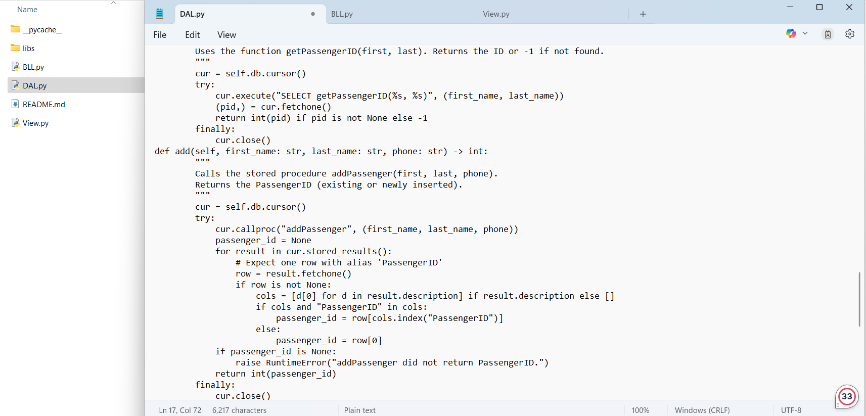 Name
__pycache__
libs
BLL.py
DAL.py
README.md
View.py
DAL.py
BLL.py
View.py
File Edit View
Uses the function getPassengerID(first, last). Returns the ID or -1 if not found.
"""
cur = self.db.cursor()
try:
cur.execute("SELECT getPassengerID(%s, %s)", (first_name, last_name))
(pid,) = cur.fetchone()
return int(pid) if pid is not None else -1
finally:
cur.close()
def add(self, first_name: str, last_name: str, phone: str) -> int:
"""
Calls the stored procedure addPassenger(first, last, phone).
Returns the PassengerID (existing or newly inserted).
"""
cur = self.db.cursor()
try:
cur.callproc("addPassenger", (first_name, last_name, phone))
passenger_id = None
for result in cur.stored_results():
# Expect one row with alias 'PassengerID'
row = result.fetchone()
if row is not None:
cols = [d[0] for d in result.description] if result.description else []
if cols and "PassengerID" in cols:
passenger_id = row[cols.index("PassengerID")]
else:
passenger_id = row[0]
if passenger_id is None:
raise RuntimeError("addPassenger did not return PassengerID.")
return int(passenger_id)
finally:
cur.close()
33
Ln 17, Col 72 6,217 characters Plain text 100% Windows (CRLF) UTF-8